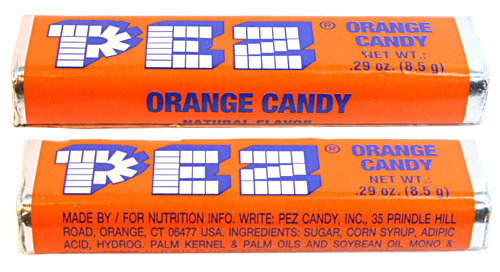 PEZ®
ORANGE
CANDY
NET WT.:
.29 oz. (8.5 g)
ORANGE CANDY
NATURAL FLAVOR
PEZ®
ORANGE
CANDY
NET WT.:
.29 oz. (8.5 g)
MADE BY / FOR NUTRITION INFO. WRITE: PEZ CANDY, INC., 35 PRINDLE HILL
ROAD, ORANGE, CT 06477 USA. INGREDIENTS: SUGAR, CORN SYRUP, ADIPIC
ACID, HYDROG. PALM KERNEL & PALM OILS AND SOYBEAN OIL MONO &